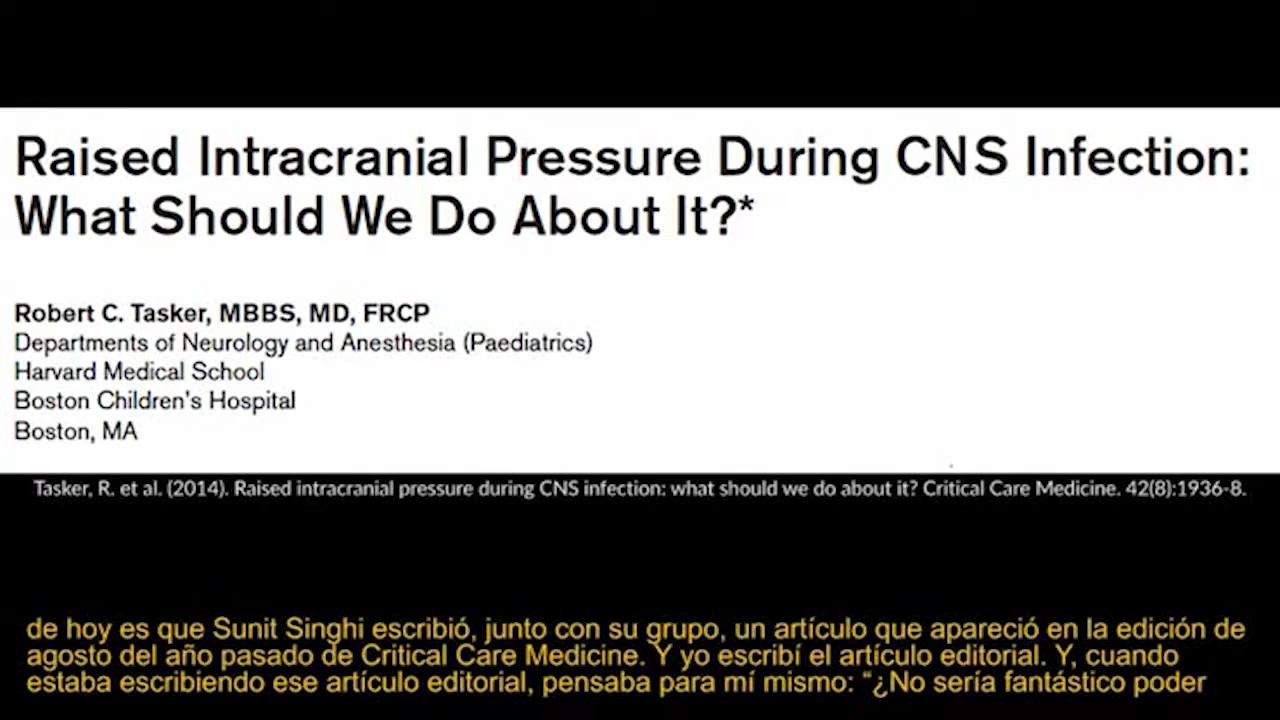 Raised Intracranial Pressure During CNS Infection:
What Should We Do About It?*
Robert C. Tasker, MBBS, MD, FRCP
Departments of Neurology and Anesthesia (Paediatrics)
Harvard Medical School
Boston Children's Hospital
Boston, MA
Tasker, R. et al. (2014). Raised intracranial pressure during CNS infection: what should we do about it? Critical Care Medicine. 42(8):1936-8.
de hoy es que Sunit Singhi escribió, junto con su grupo, un artículo que apareció en la edición de
agosto del año pasado de Critical Care Medicine. Y yo escribí el artículo editorial. Y, cuando
estaba escribiendo ese artículo editorial, pensaba para mí mismo: “¿No sería fantástico poder